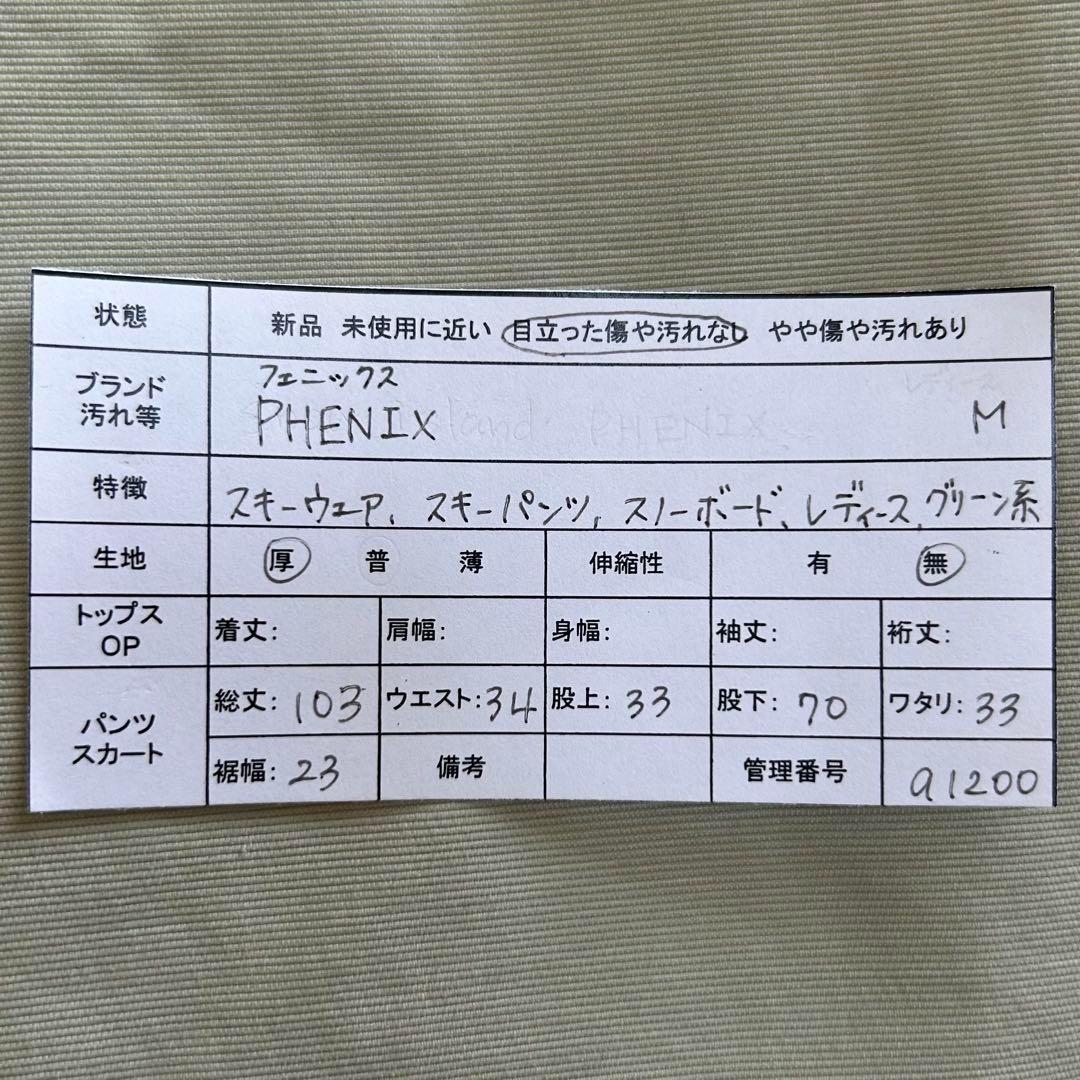 状態 新品 未使用に近い 目立った傷や汚れなし やや傷や汚れあり
ブランド 汚れ等 フェニックス
PHENIX M
特徴 スキーウェア、スキーパンツ、スノーボード、レディース、グリーン系
生地 厚 普 薄 伸縮性 有 無
トップス OP 着丈: 肩幅: 身幅: 袖丈: 裄丈:
パンツ スカート 総丈: 103 ウエスト: 34 股上: 33 股下: 70 ワタリ: 33
裾幅: 23 備考 管理番号 a1200